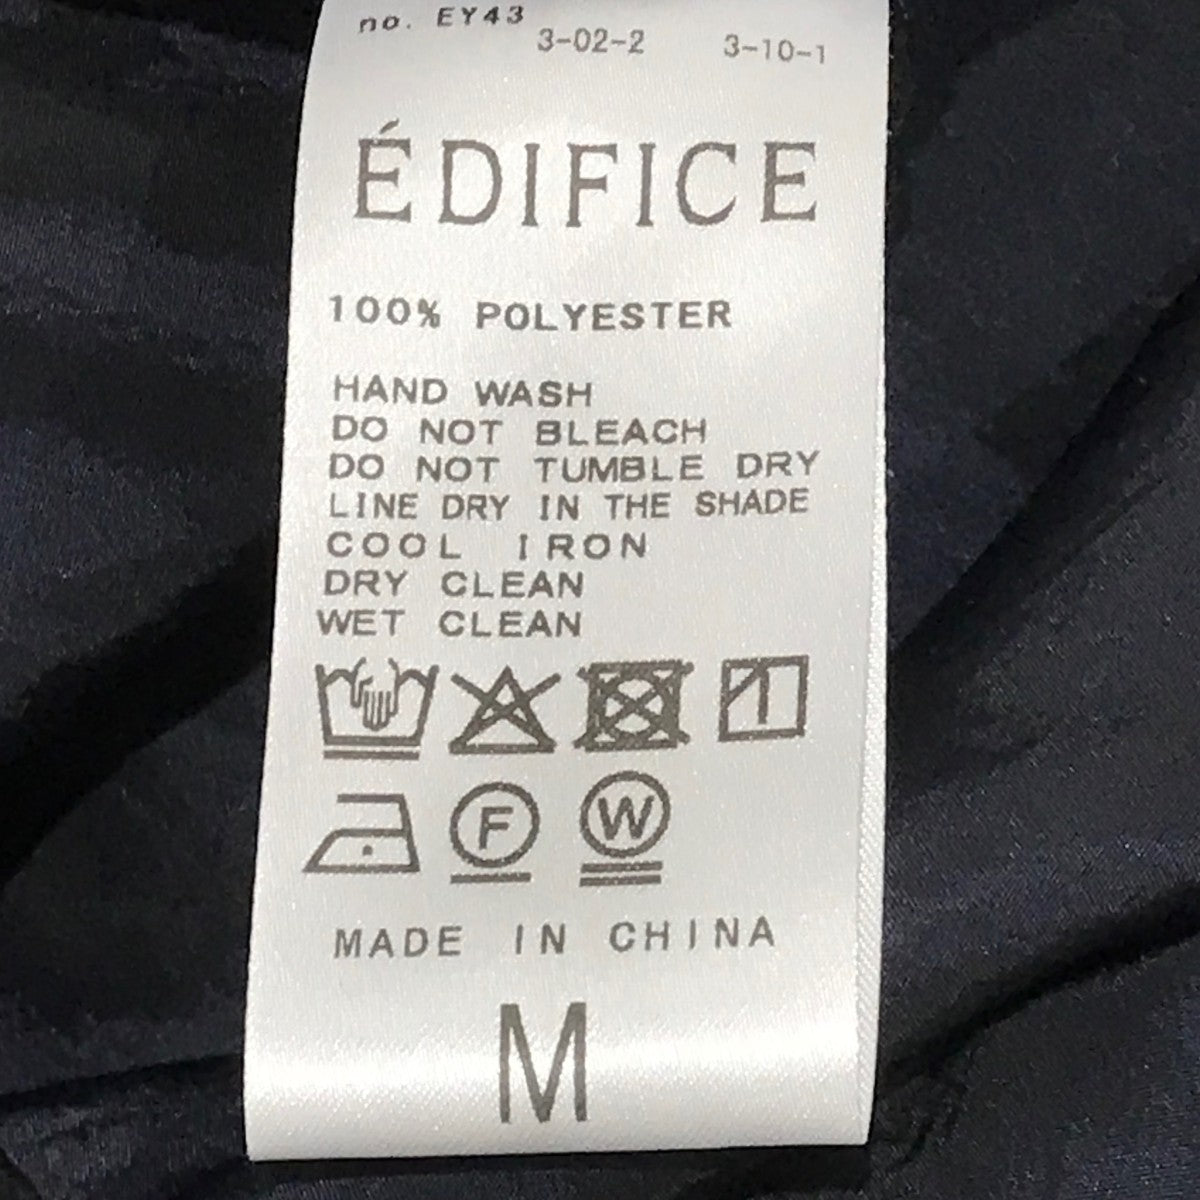 no. EY43
3-02-2 3-10-1
ÉDIFICE
100% POLYESTER
HAND WASH
DO NOT BLEACH
DO NOT TUMBLE DRY
LINE DRY IN THE SHADE
COOL IRON
DRY CLEAN
WET CLEAN
F W
MADE IN CHINA
M